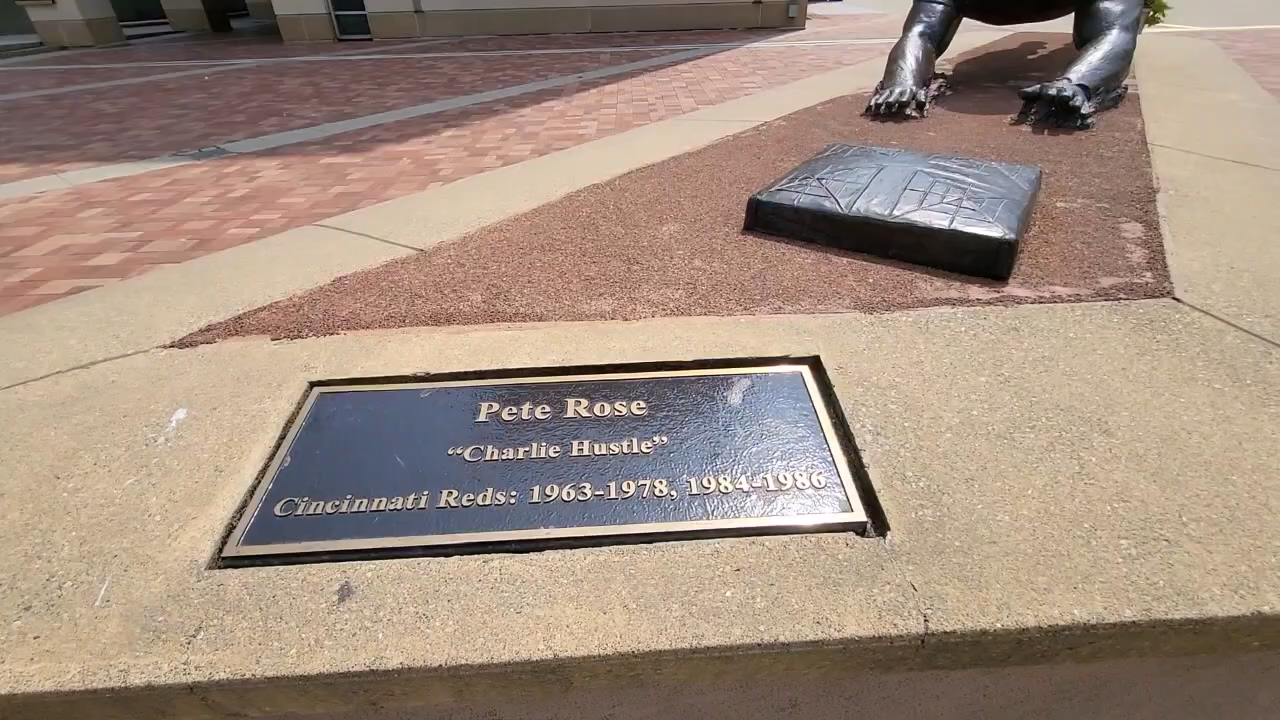 Pete Rose
“Charlie Hustle”
Cincinnati Reds: 1963-1978, 1984-1986